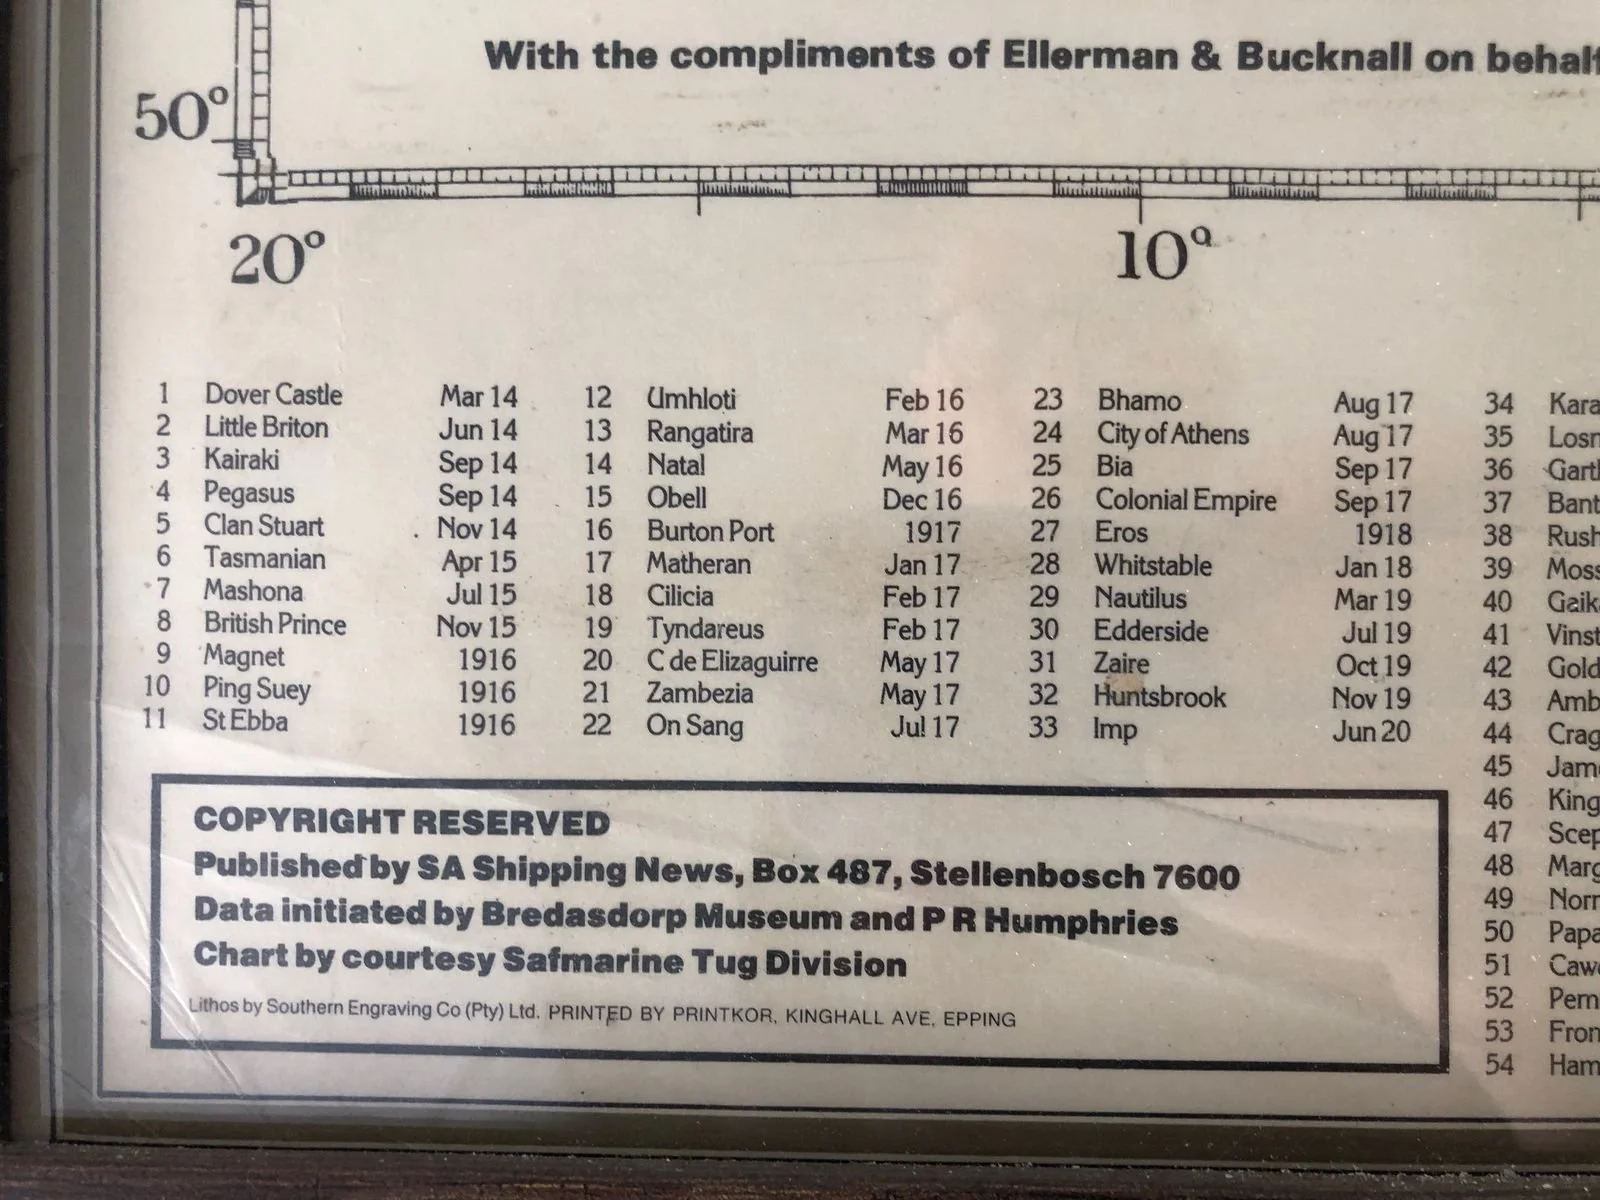 With the compliments of Ellerman & Bucknall on
50°
20°
10°
1 Dover Castle Mar 14
2 Little Briton Jun 14
3 Kairaki Sep 14
4 Pegasus Sep 14
5 Clan Stuart Nov 14
6 Tasmanian Apr 15
7 Mashona Jul 15
8 British Prince Nov 15
9 Magnet 1916
10 Ping Suey 1916
11 St Ebba 1916
12 Umhloti Feb 16
13 Rangatira Mar 16
14 Natal May 16
15 Obell Dec 16
16 Burton Port 1917
17 Matheran Jan 17
18 Cilicia Feb 17
19 Tyndareus Feb 17
20 C de Elizaguirre May 17
21 Zambezia May 17
22 On Sang Jul 17
23 Bhamo Aug 17
24 City of Athens Aug 17
25 Bia Sep 17
26 Colonial Empire Sep 17
27 Eros 1918
28 Whitstable Jan 18
29 Nautilus Mar 19
30 Edderside Jul 19
31 Zaire Oct 19
32 Huntsbrook Nov 19
33 Imp Jun 20
34
35
36
37
38
39
40
41
42
43
44
45
46
47
48
49
50
51
52
53
54
COPYRIGHT RESERVED
Published by SA Shipping News, Box 487, Stellenbosch 7600
Data initiated by Bredasdorp Museum and P R Humphries
Chart by courtesy Safmarine Tug Division
Lithos by Southern Engraving Co (Pty) Ltd. PRINTED BY PRINTKOR, KINGHALL AVE, EPPING